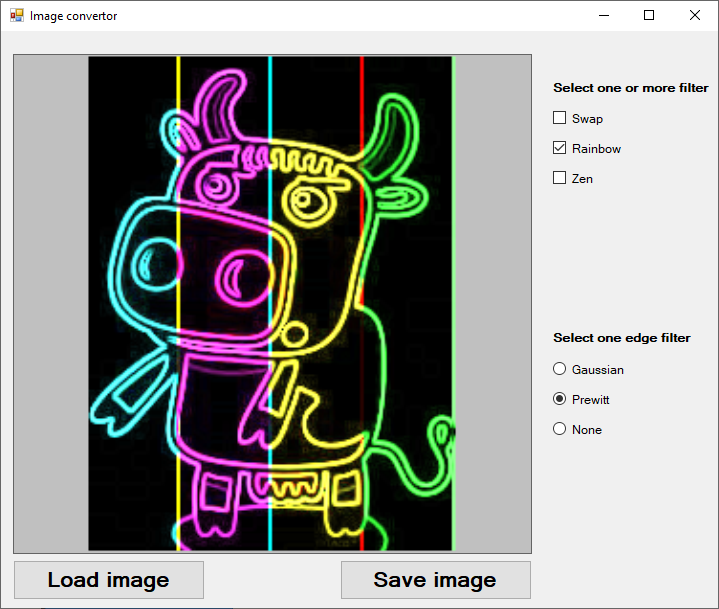 Image convertor
Select one or more filter
Swap
Rainbow
Zen
Select one edge filter
Gaussian
Prewitt
None
Load image
Save image